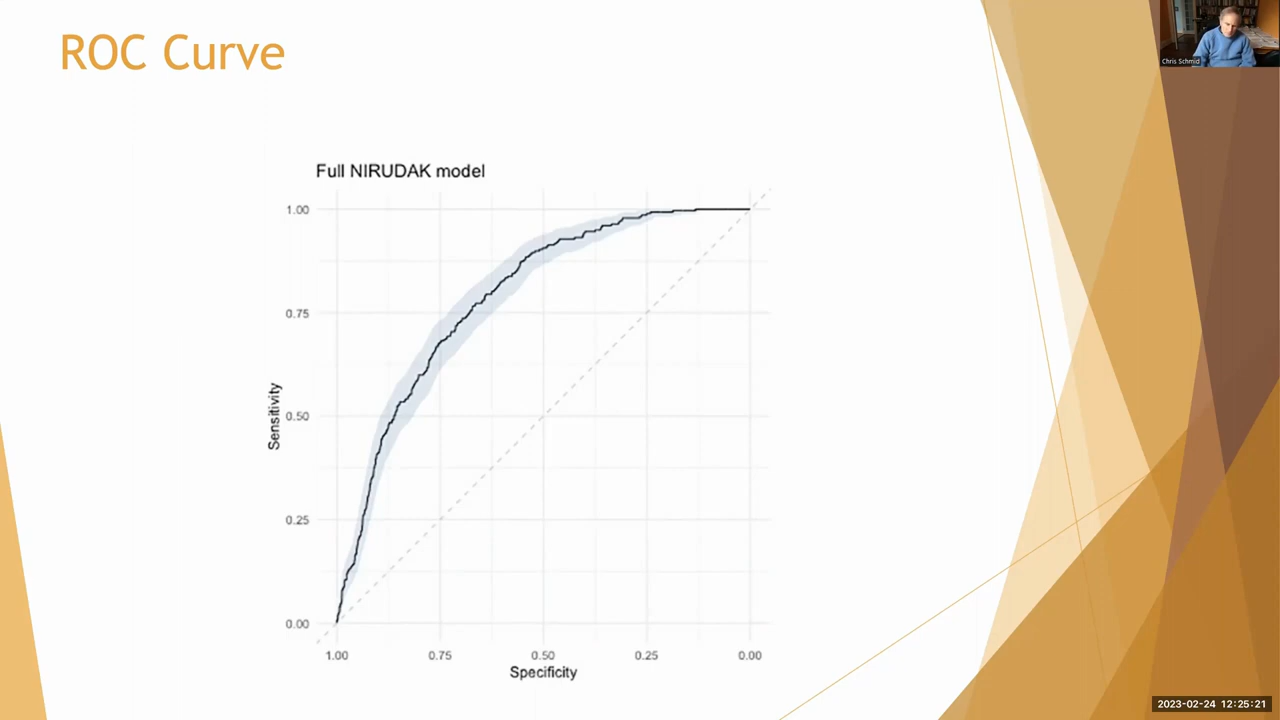 ROC Curve
Chris Schmid
Full NIRUDAK model
1.00
0.75
0.50
0.25
0.00
Sensitivity
1.00 0.75 0.50 0.25 0.00
Specificity
2023-02-24 12:25:21